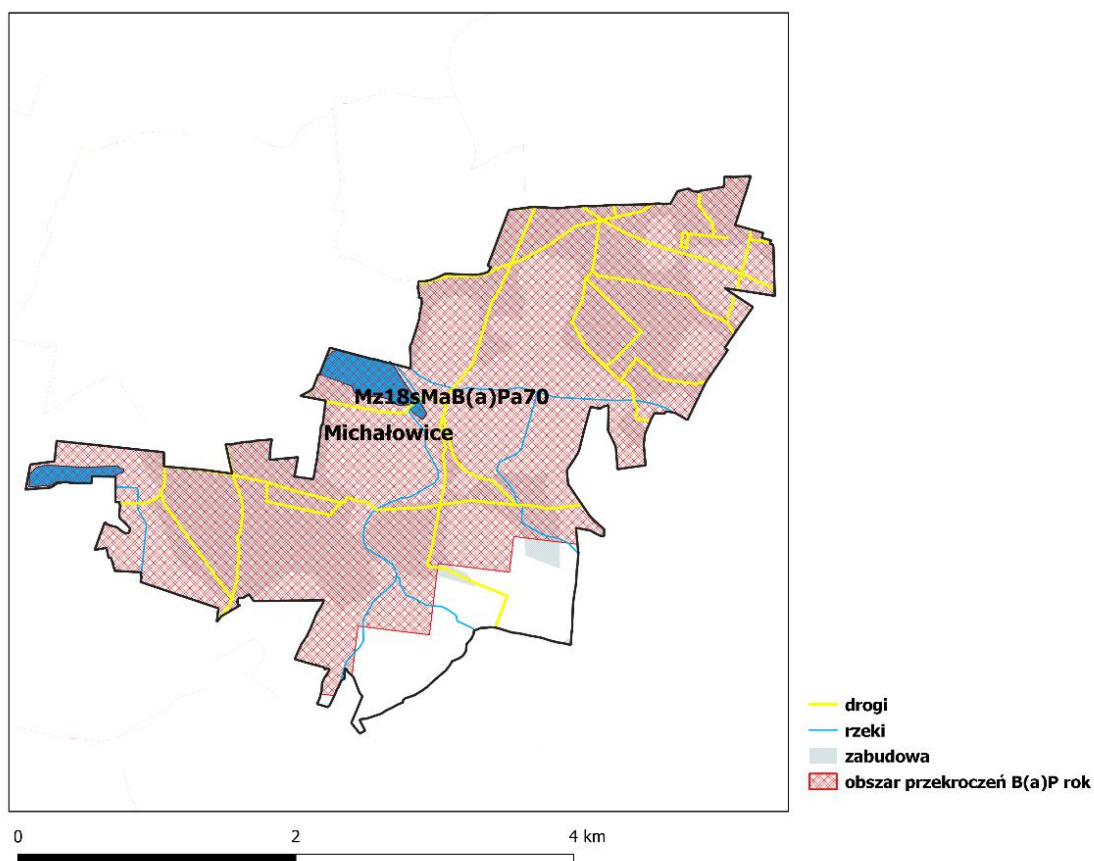 Mz18sMaB(a)Pa70
Michałowice
drogi
rzeki
zabudowa
obszar przekroczeń B(a)P rok
0 2 4 km